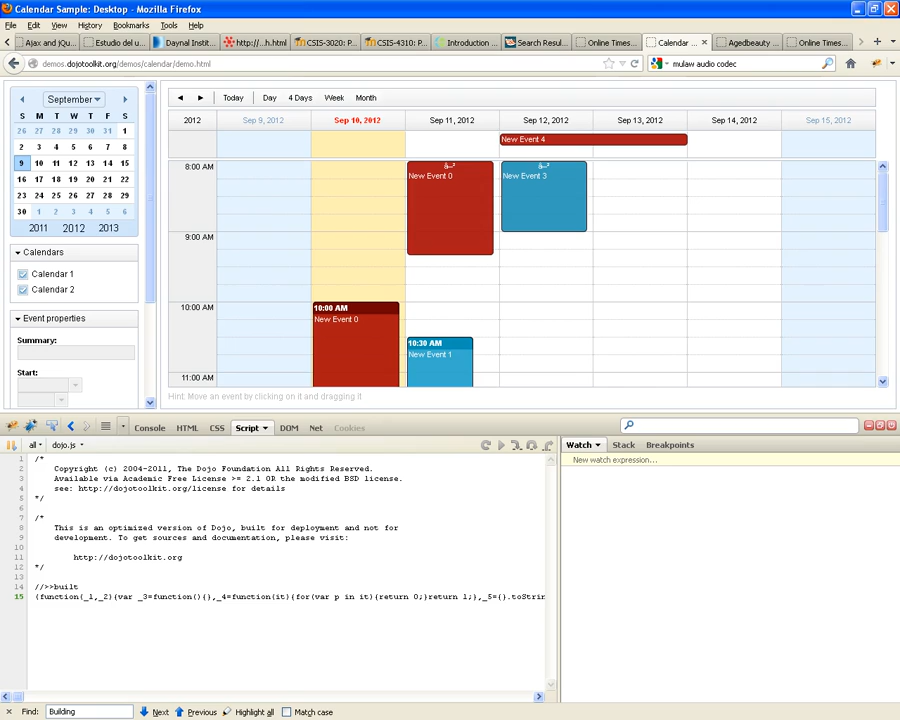 Calendar Sample: Desktop - Mozilla Firefox
File Edit View History Bookmarks Tools Help
Ajax and jQu... Estudio del u... Daynal Instit... http://...h.html CSIS-3020: P... CSIS-4310: P... Introduction ... Search Resul... Online Times... Calendar ... Agedbeauty ... Online Times...
demos.dojotoolkit.org/demos/calendar/demo.html
mulaw audio codec
September
S M T W T F S
26 27 28 29 30 31 1
2 3 4 5 6 7 8
9 10 11 12 13 14 15
16 17 18 19 20 21 22
23 24 25 26 27 28 29
30 1 2 3 4 5 6
2011 2012 2013
Calendars
Calendar 1
Calendar 2
Event properties
Summary:
Start:
Today Day 4 Days Week Month
2012 Sep 9, 2012 Sep 10, 2012 Sep 11, 2012 Sep 12, 2012 Sep 13, 2012 Sep 14, 2012 Sep 15, 2012
New Event 4
8:00 AM
New Event 0 New Event 3
9:00 AM
10:00 AM
10:00 AM
New Event 0
10:30 AM
New Event 1
11:00 AM
Hint: Move an event by clicking on it and dragging it
Console HTML CSS Script DOM Net Cookies
all dojo.js
Watch Stack Breakpoints
New watch expression...
1 /*
2 Copyright (c) 2004-2011, The Dojo Foundation All Rights Reserved.
3 Available via Academic Free License >= 2.1 OR the modified BSD license.
4 see: http://dojotoolkit.org/license for details
5 */
6
7 /*
8 This is an optimized version of Dojo, built for deployment and not for
9 development. To get sources and documentation, please visit:
10
11 http://dojotoolkit.org
12 */
13
14 //>>built
15 (function(_1,_2){var _3=function(){},_4=function(it){for(var p in it){return 0;}return 1;},_5={}.toStrin
Find: Building Next Previous Highlight all Match case